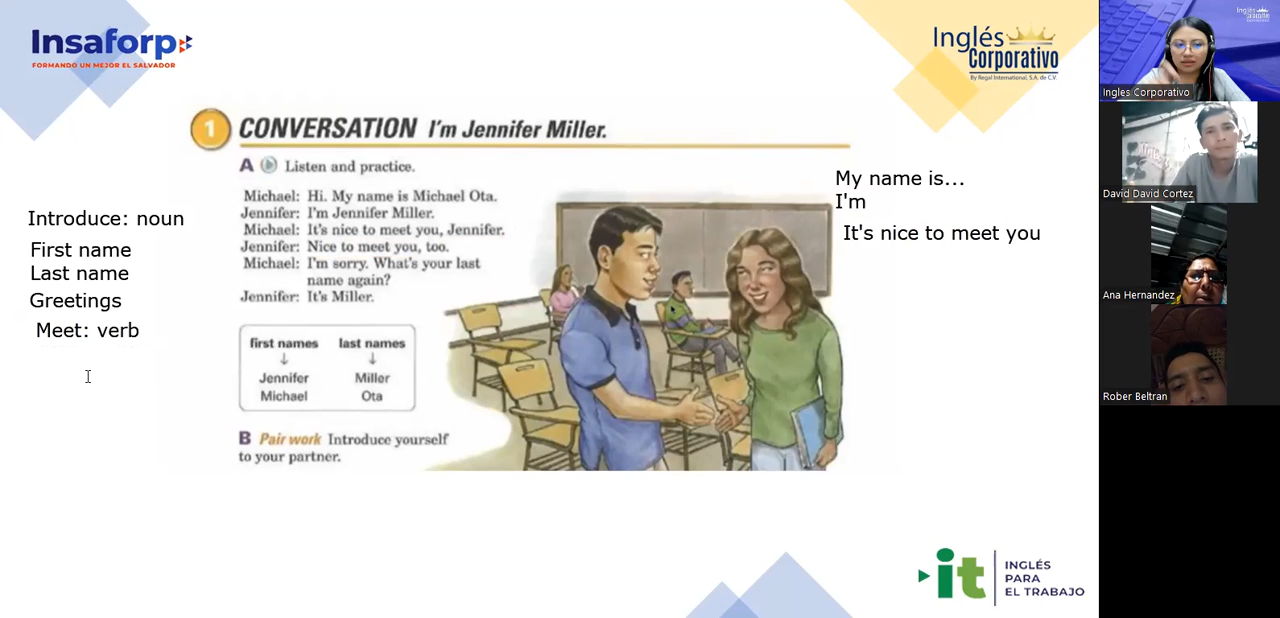 Insaforp
FORMANDO UN MEJOR EL SALVADOR
Inglés
Corporativo
By Regal International, S.A. de C.V.
1 CONVERSATION I'm Jennifer Miller.
A Listen and practice.
Michael: Hi. My name is Michael Ota.
Jennifer: I'm Jennifer Miller.
Michael: It's nice to meet you, Jennifer.
Jennifer: Nice to meet you, too.
Michael: I'm sorry. What's your last
name again?
Jennifer: It's Miller.
first names last names
↓ ↓
Jennifer Miller
Michael Ota
B Pair work Introduce yourself
to your partner.
Introduce: noun
First name
Last name
Greetings
Meet: verb
My name is...
I'm
It's nice to meet you
it
INGLÉS
PARA
EL TRABAJO
Inglés
Corporativo
Ingles Corporativo
David David Cortez
Ana Hernandez
Rober Beltran